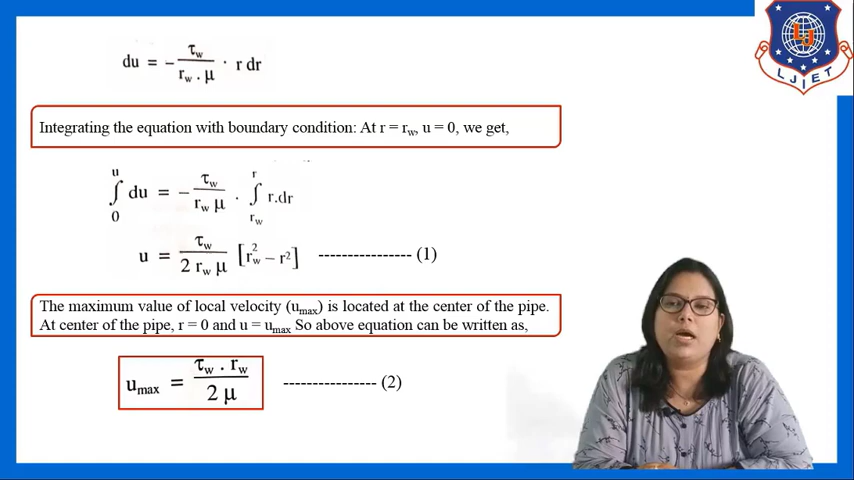 du = − τw / rw . μ · r dr
Integrating the equation with boundary condition: At r = rw, u = 0, we get,
∫₀ᵘ du = − τw / rw μ · ∫rwʳ r.dr
u = τw / 2 rw μ [rw² − r²] ---------------- (1)
The maximum value of local velocity (umax) is located at the center of the pipe.
At center of the pipe, r = 0 and u = umax So above equation can be written as,
umax = τw . rw / 2 μ ---------------- (2)
LJ
LJIET